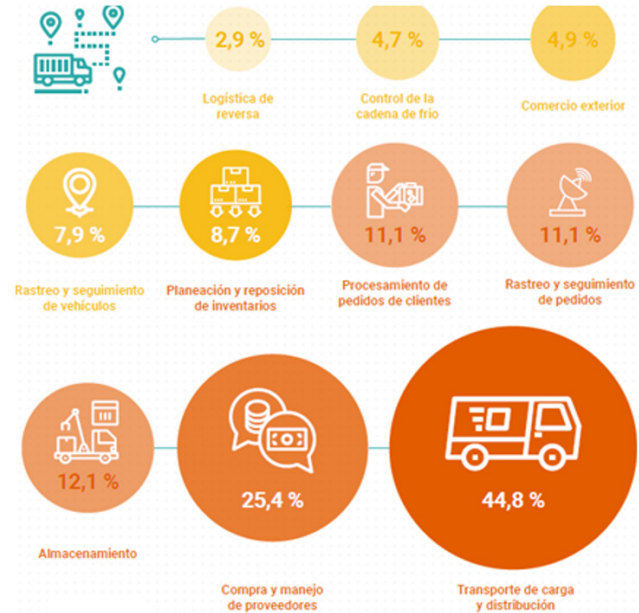 2,9 %
4,7 %
4,9 %
Logística de
reversa
Control de la
cadena de frío
Comercio exterior
7,9 %
8,7 %
11,1 %
11,1 %
Rastreo y seguimiento
de vehículos
Planeación y reposición
de inventarios
Procesamiento de
pedidos de clientes
Rastreo y seguimiento
de pedidos
12,1 %
25,4 %
44,8 %
Almacenamiento
Compra y manejo
de proveedores
Transporte de carga
y distribución